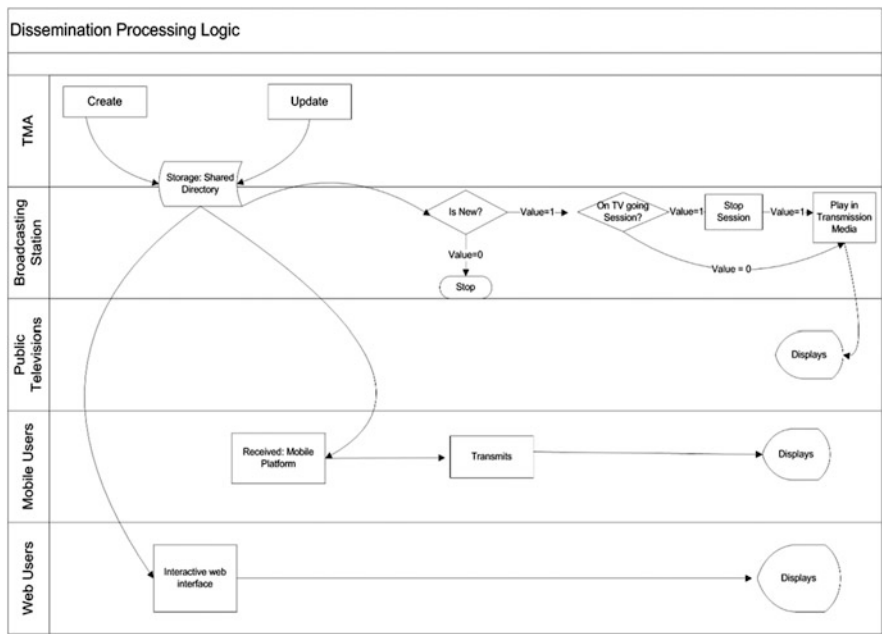 Dissemination Processing Logic
TMA
Create
Update
Storage: Shared
Directory
Broadcasting
Station
Is New?
Value=1
On TV going
Session?
Value=1
Stop
Session
Value=1
Play in
Transmission
Media
Value=0
Value = 0
Stop
Public
Televisions
Displays
Mobile Users
Received: Mobile
Platform
Transmits
Displays
Web Users
Interactive web
interface
Displays